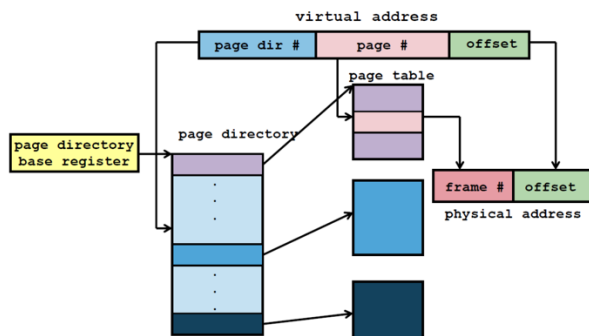 virtual address
page dir #
page #
offset
page table
page directory
page directory
base register
frame #
offset
physical address